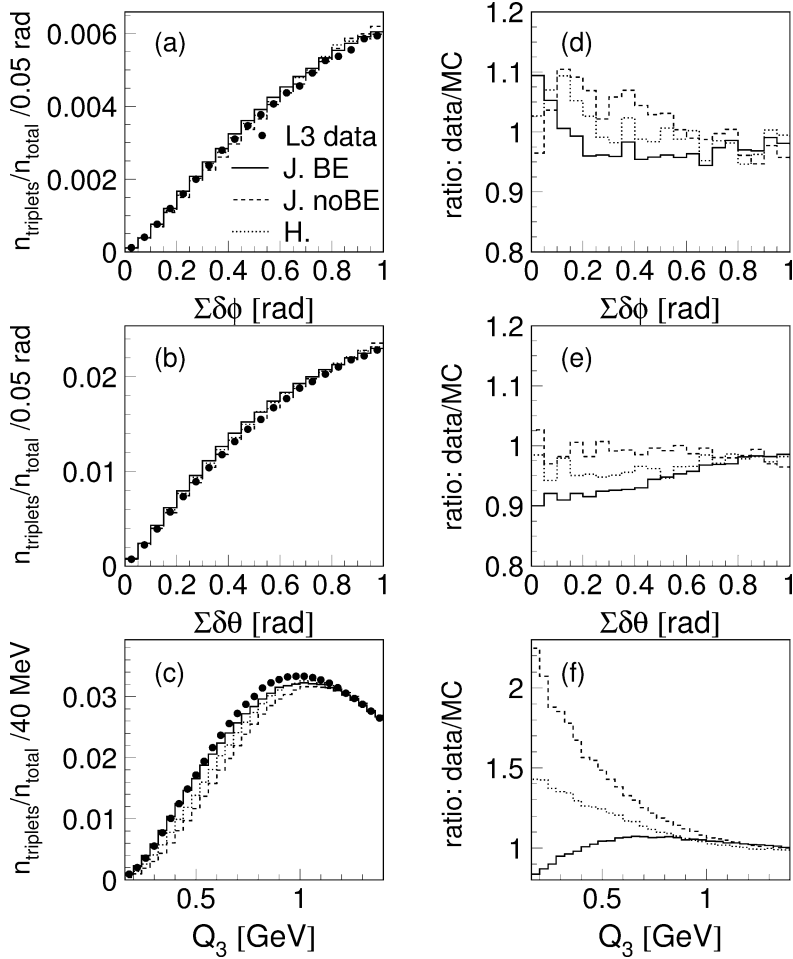 (a)
n_triplets/n_total /0.05 rad
0.006
0.004
0.002
0
L3 data
J. BE
J. noBE
H.
0 0.2 0.4 0.6 0.8 1
Σδϕ [rad]
(d)
ratio: data/MC
1.2
1.1
1
0.9
0.8
0 0.2 0.4 0.6 0.8 1
Σδϕ [rad]
(b)
n_triplets/n_total /0.05 rad
0.02
0.01
0
0 0.2 0.4 0.6 0.8 1
Σδθ [rad]
(e)
ratio: data/MC
1.2
1.1
1
0.9
0.8
0 0.2 0.4 0.6 0.8 1
Σδθ [rad]
(c)
n_triplets/n_total /40 MeV
0.03
0.02
0.01
0
0.5 1
Q_3 [GeV]
(f)
ratio: data/MC
2
1.5
1
0.5 1
Q_3 [GeV]